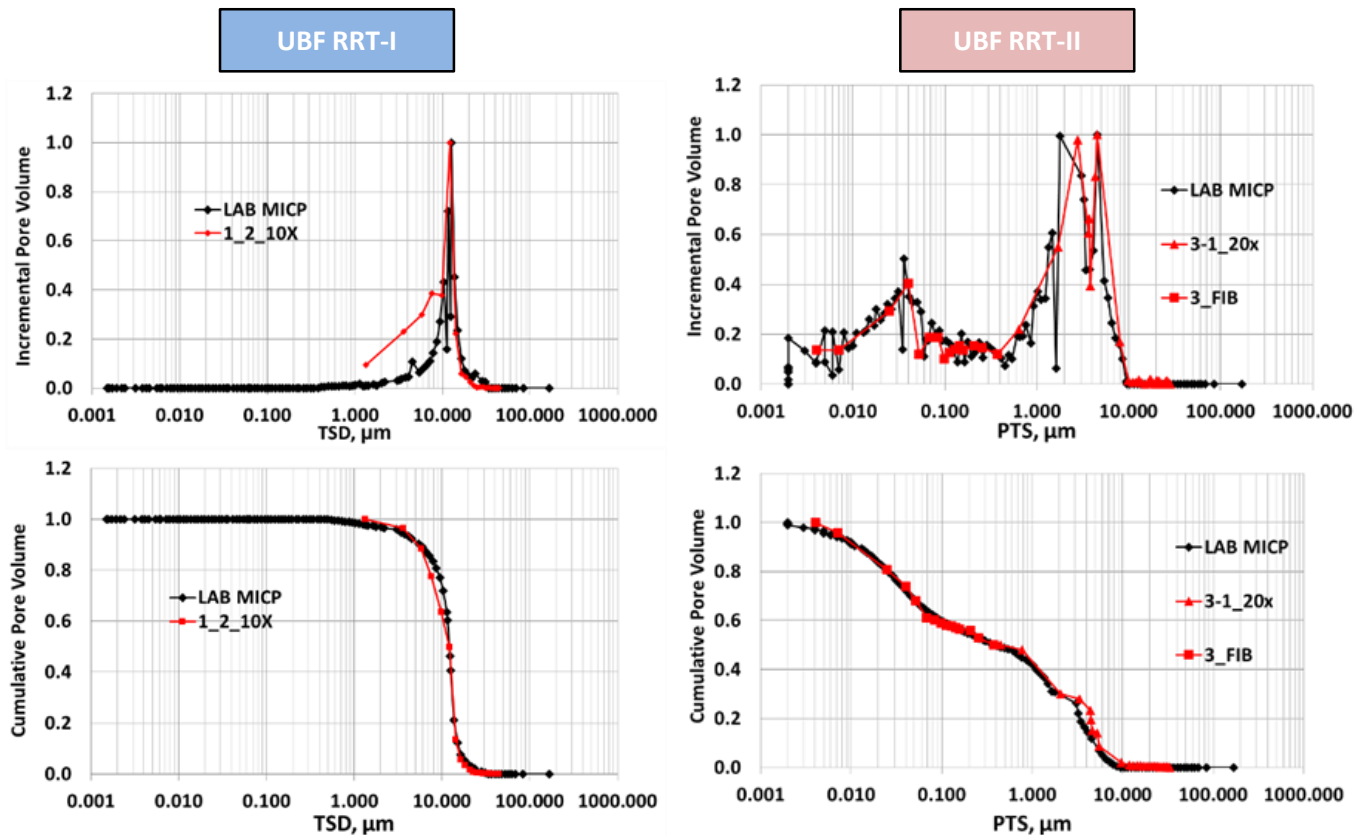 UBF RRT-I
UBF RRT-II
Incremental Pore Volume
1.2
1.0
0.8
0.6
0.4
0.2
0.0
LAB MICP
1_2_10X
0.001
0.010
0.100
1.000
10.000
100.000
1000.000
TSD, µm
Incremental Pore Volume
1.2
1.0
0.8
0.6
0.4
0.2
0.0
LAB MICP
3-1_20x
3_FIB
0.001
0.010
0.100
1.000
10.000
100.000
1000.000
PTS, µm
Cumulative Pore Volume
1.2
1.0
0.8
0.6
0.4
0.2
0.0
LAB MICP
1_2_10X
0.001
0.010
0.100
1.000
10.000
100.000
1000.000
TSD, µm
Cumulative Pore Volume
1.2
1.0
0.8
0.6
0.4
0.2
0.0
LAB MICP
3-1_20x
3_FIB
0.001
0.010
0.100
1.000
10.000
100.000
1000.000
PTS, µm